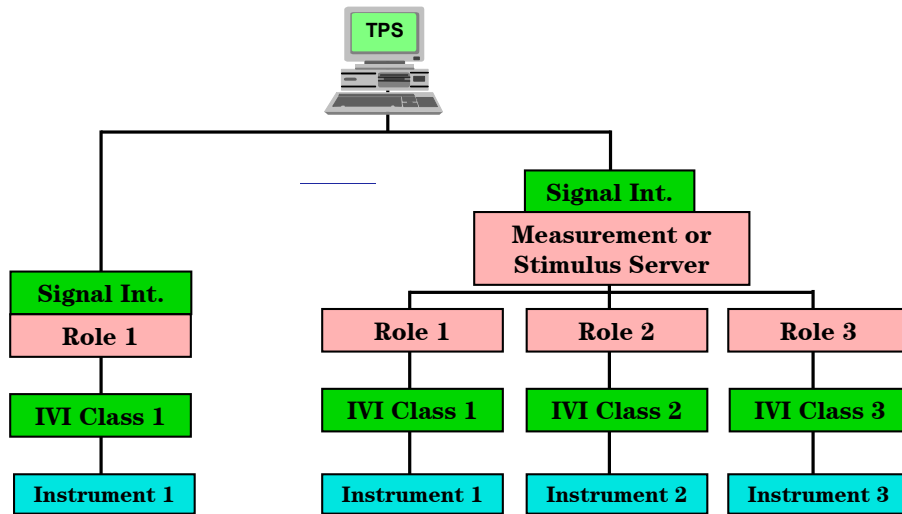 TPS
Signal Int.
Measurement or
Stimulus Server
Signal Int.
Role 1
Role 1
Role 2
Role 3
IVI Class 1
IVI Class 1
IVI Class 2
IVI Class 3
Instrument 1
Instrument 1
Instrument 2
Instrument 3